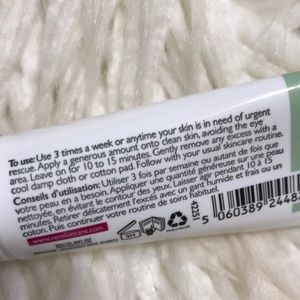 To use: Use 3 times a week or anytime your skin is in need of urgent
rescue. Apply a generous amount onto clean skin, avoiding the eye
area. Leave on for 10 to 15 minutes. Gently remove any excess with a
cool damp cloth or cotton pad. Follow with your usual skincare routine.
Conseils d'utilisation: Utiliser 3 fois par semaine ou autant de fois que
votre peau en a besoin. Appliquer une quantité généreuse sur une peau
nettoyée, en évitant le contour des yeux. Laisser agir pendant 10 à 15
minutes. Retirer délicatement l'excès avec un chiffon frais et humide ou un
coton. Puis continuer votre routine de soins habituel
www.renskincare.com
5 060389 2448